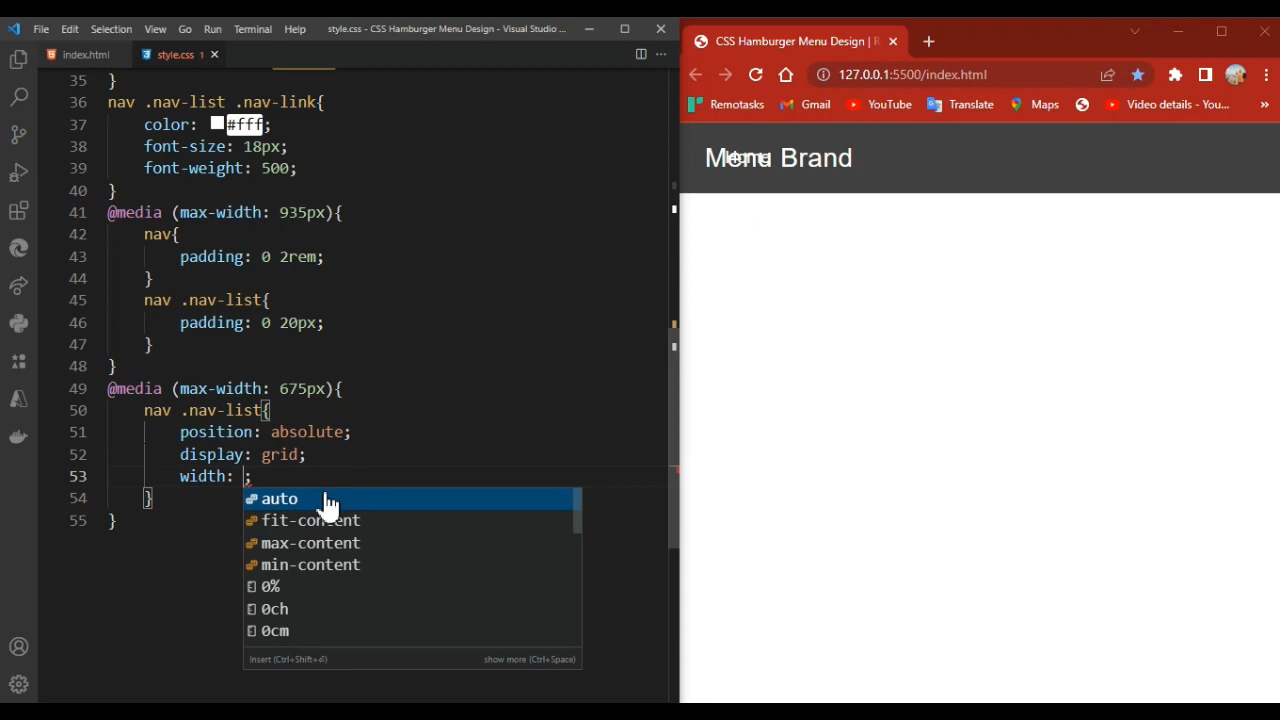 File Edit Selection View Go Run Terminal Help style.css - CSS Hamburger Menu Design - Visual Studio ...
index.html style.css 1
35 }
36 nav .nav-list .nav-link{
37 color: #fff;
38 font-size: 18px;
39 font-weight: 500;
40 }
41 @media (max-width: 935px){
42 nav{
43 padding: 0 2rem;
44 }
45 nav .nav-list{
46 padding: 0 20px;
47 }
48 }
49 @media (max-width: 675px){
50 nav .nav-list{
51 position: absolute;
52 display: grid;
53 width: ;
54 }
55 }
auto
fit-content
max-content
min-content
0%
0ch
0cm
Insert (Ctrl+Shift+⏎) show more (Ctrl+Space)
CSS Hamburger Menu Design | R
127.0.0.1:5500/index.html
Remotasks Gmail YouTube Translate Maps Video details - You... »
Menu Brand
Home